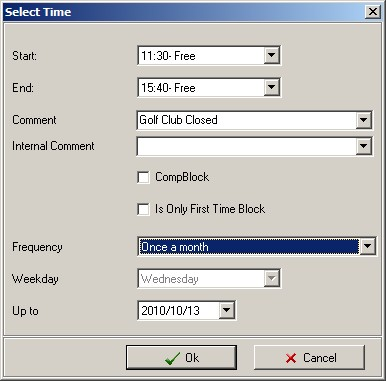 Select Time
Start: 11:30- Free
End: 15:40- Free
Comment Golf Club Closed
Internal Comment
CompBlock
Is Only First Time Block
Frequency Once a month
Weekday Wednesday
Up to 2010/10/13
Ok Cancel